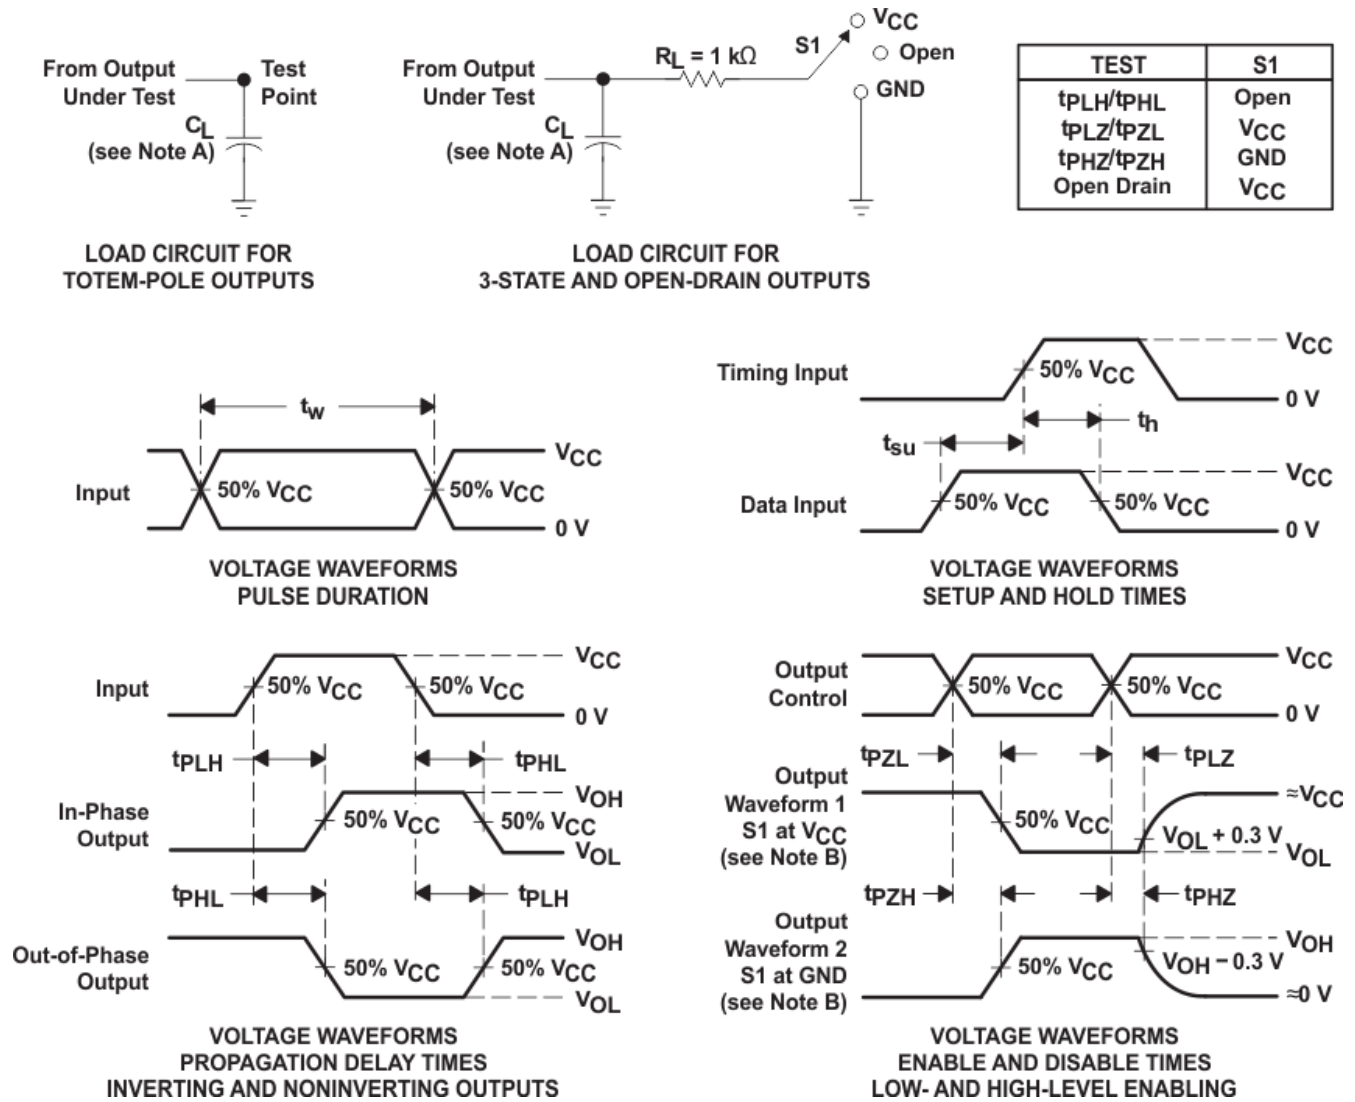 From Output
Under Test
Test
Point
CL
(see Note A)
LOAD CIRCUIT FOR
TOTEM-POLE OUTPUTS
From Output
Under Test
RL = 1 kΩ
S1
VCC
Open
GND
CL
(see Note A)
LOAD CIRCUIT FOR
3-STATE AND OPEN-DRAIN OUTPUTS
TEST S1
tPLH/tPHL Open
tPLZ/tPZL VCC
tPHZ/tPZH GND
Open Drain VCC
tw
Input
50% VCC
50% VCC
VCC
0 V
VOLTAGE WAVEFORMS
PULSE DURATION
Timing Input
50% VCC
VCC
0 V
th
tsu
Data Input
50% VCC
50% VCC
VCC
0 V
VOLTAGE WAVEFORMS
SETUP AND HOLD TIMES
Input
50% VCC
50% VCC
VCC
0 V
tPLH
tPHL
In-Phase
Output
50% VCC
50% VCC
VOH
VOL
tPHL
tPLH
Out-of-Phase
Output
50% VCC
50% VCC
VOH
VOL
VOLTAGE WAVEFORMS
PROPAGATION DELAY TIMES
INVERTING AND NONINVERTING OUTPUTS
Output
Control
50% VCC
50% VCC
VCC
0 V
tPZL
tPLZ
Output
Waveform 1
S1 at VCC
(see Note B)
50% VCC
≈VCC
VOL + 0.3 V
VOL
tPZH
tPHZ
Output
Waveform 2
S1 at GND
(see Note B)
50% VCC
VOH
VOH − 0.3 V
≈0 V
VOLTAGE WAVEFORMS
ENABLE AND DISABLE TIMES
LOW- AND HIGH-LEVEL ENABLING